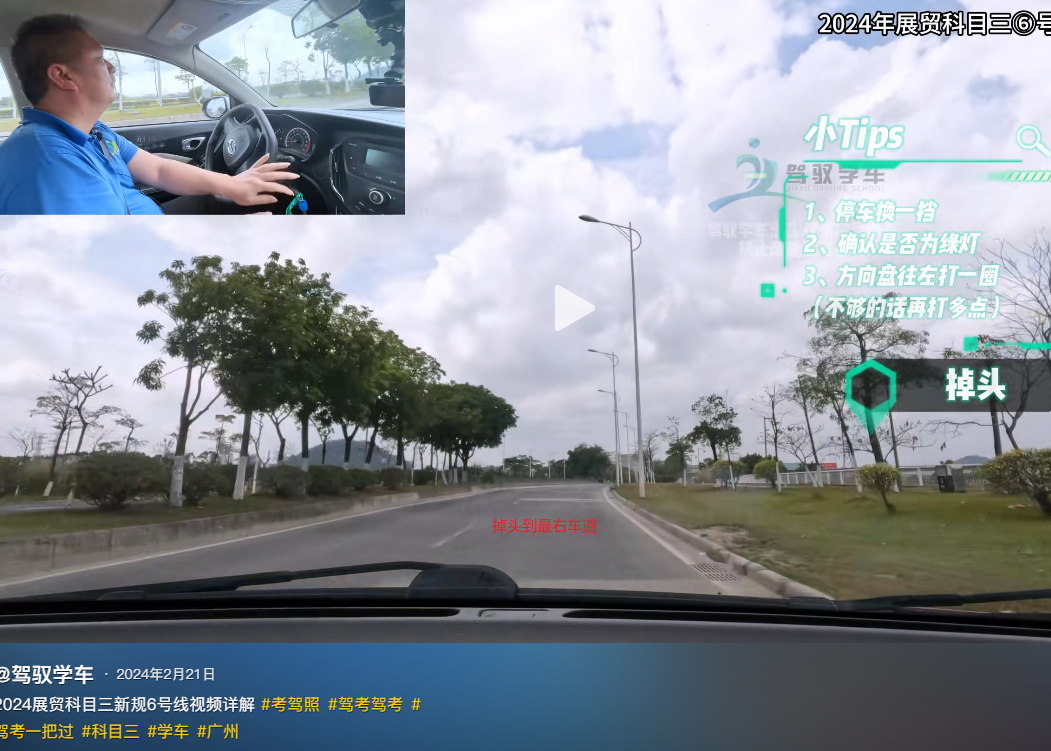 2024年展贸科目三⑥号
小Tips
驾驭学车
1、停车换一挡
2、确认是否为绿灯
3、方向盘往左打一圈
（不够的话再打多点）
掉头
掉头到最右车道
@驾驭学车 · 2024年2月21日
2024展贸科目三新规6号线视频详解 #考驾照 #驾考驾考 #
驾考一把过 #科目三 #学车 #广州